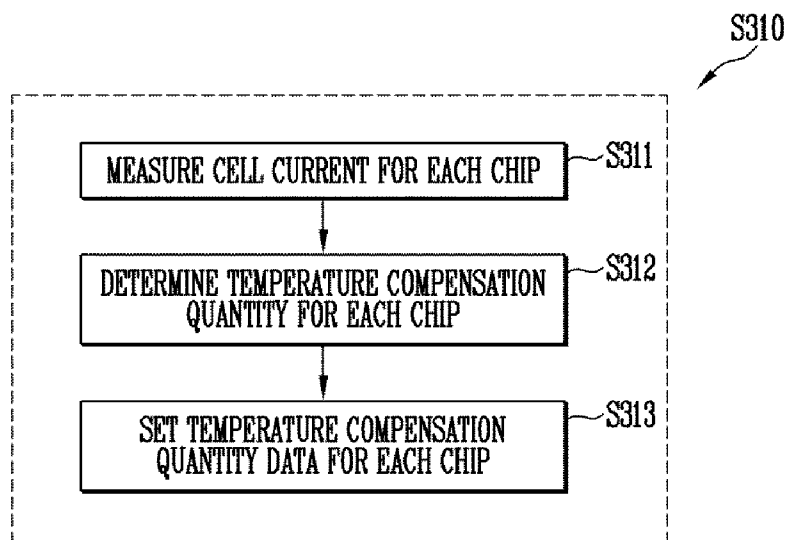 S310
MEASURE CELL CURRENT FOR EACH CHIP
S311
DETERMINE TEMPERATURE COMPENSATION
QUANTITY FOR EACH CHIP
S312
SET TEMPERATURE COMPENSATION
QUANTITY DATA FOR EACH CHIP
S313